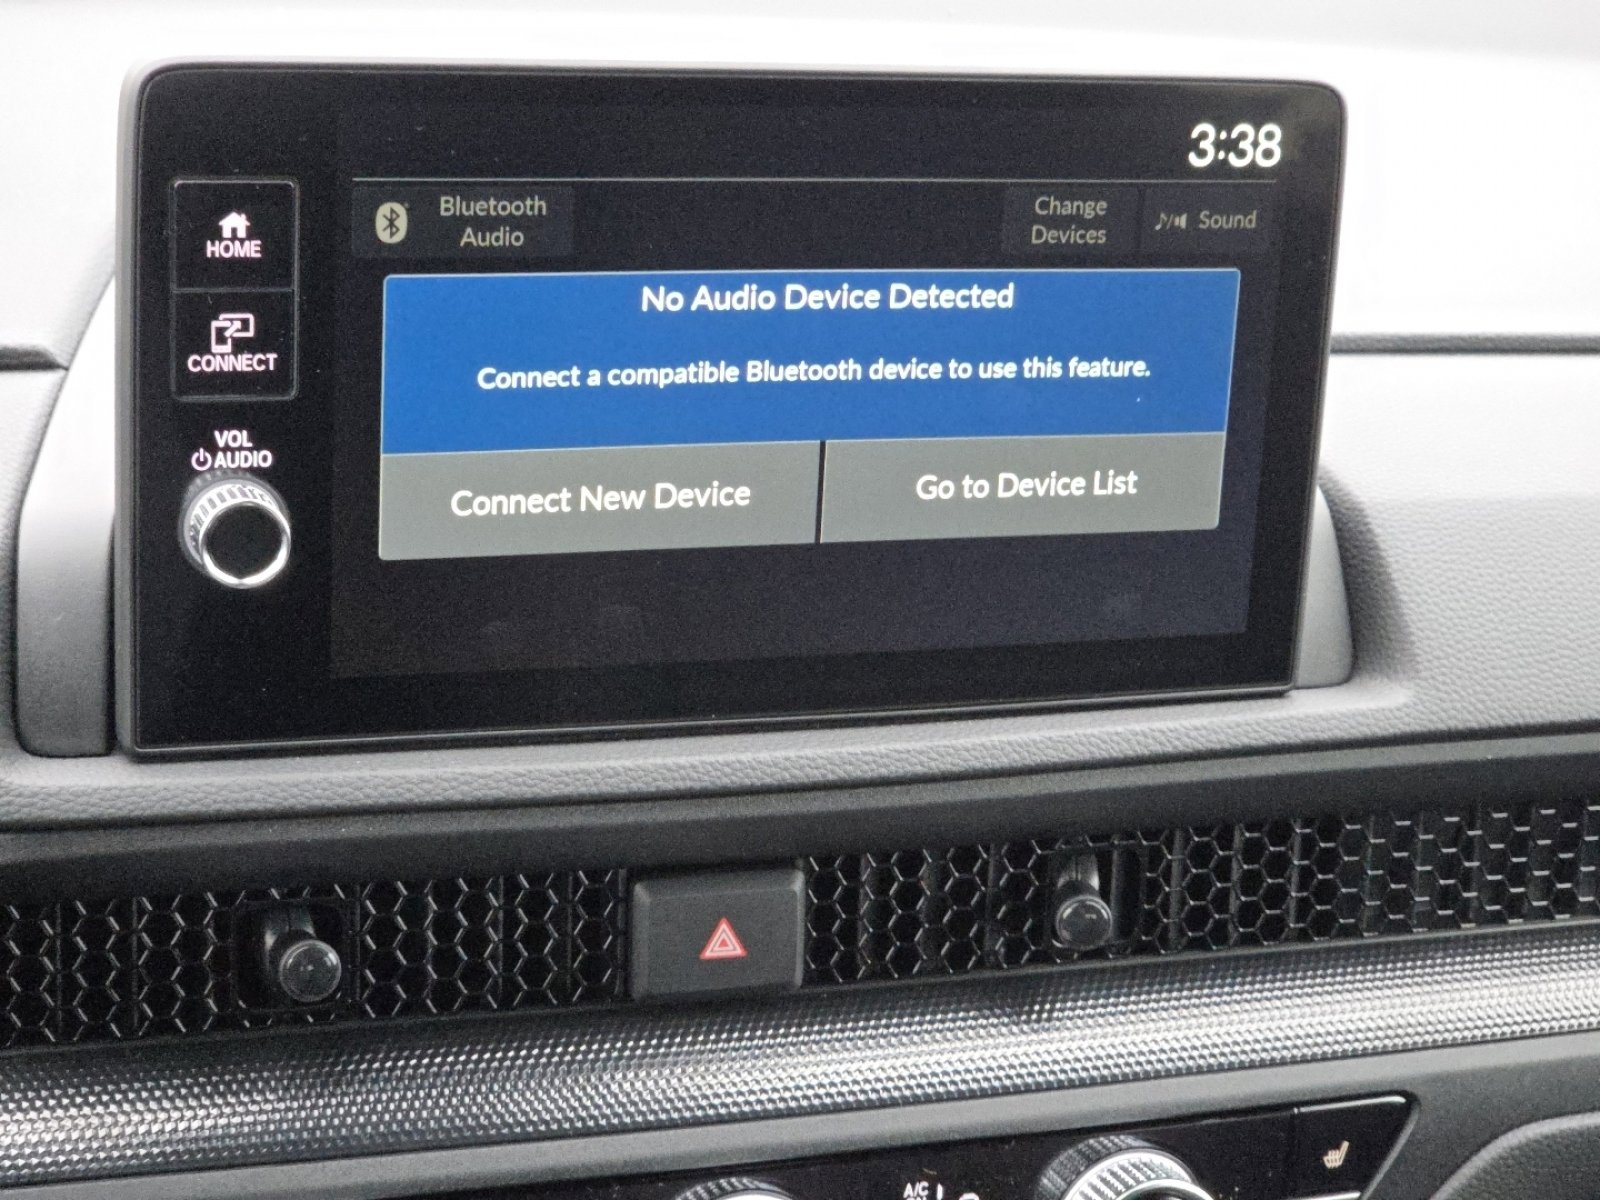 3:38
HOME
CONNECT
VOL
AUDIO
Bluetooth
Audio
Change
Devices
Sound
No Audio Device Detected
Connect a compatible Bluetooth device to use this feature.
Connect New Device
Go to Device List
A/C